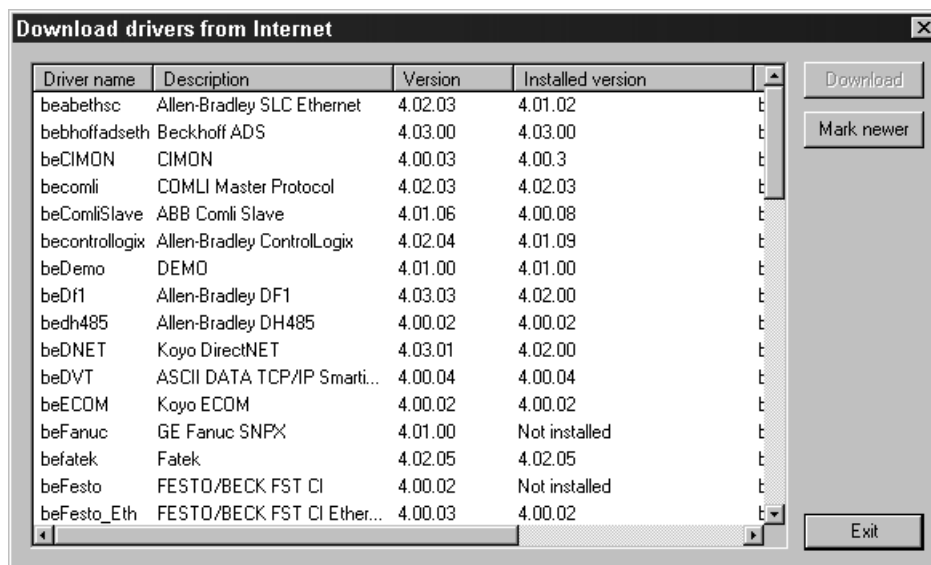 Download drivers from Internet
Driver name Description Version Installed version
Download
Mark newer
beabethsc Allen-Bradley SLC Ethernet 4.02.03 4.01.02
bebhoffadseth Beckhoff ADS 4.03.00 4.03.00
beCIMON CIMON 4.00.03 4.00.3
becomli COMLI Master Protocol 4.02.03 4.02.03
beComliSlave ABB Comli Slave 4.01.06 4.00.08
becontrollogix Allen-Bradley ControlLogix 4.02.04 4.01.09
beDemo DEMO 4.01.00 4.01.00
beDf1 Allen-Bradley DF1 4.03.03 4.02.00
bedh485 Allen-Bradley DH485 4.00.02 4.00.02
beDNET Koyo DirectNET 4.03.01 4.02.00
beDVT ASCII DATA TCP/IP Smarti... 4.00.04 4.00.04
beECOM Koyo ECOM 4.00.02 4.00.02
beFanuc GE Fanuc SNPX 4.01.00 Not installed
befatek Fatek 4.02.05 4.02.05
beFesto FESTO/BECK FST CI 4.00.02 Not installed
beFesto_Eth FESTO/BECK FST CI Ether... 4.00.03 4.00.02
Exit